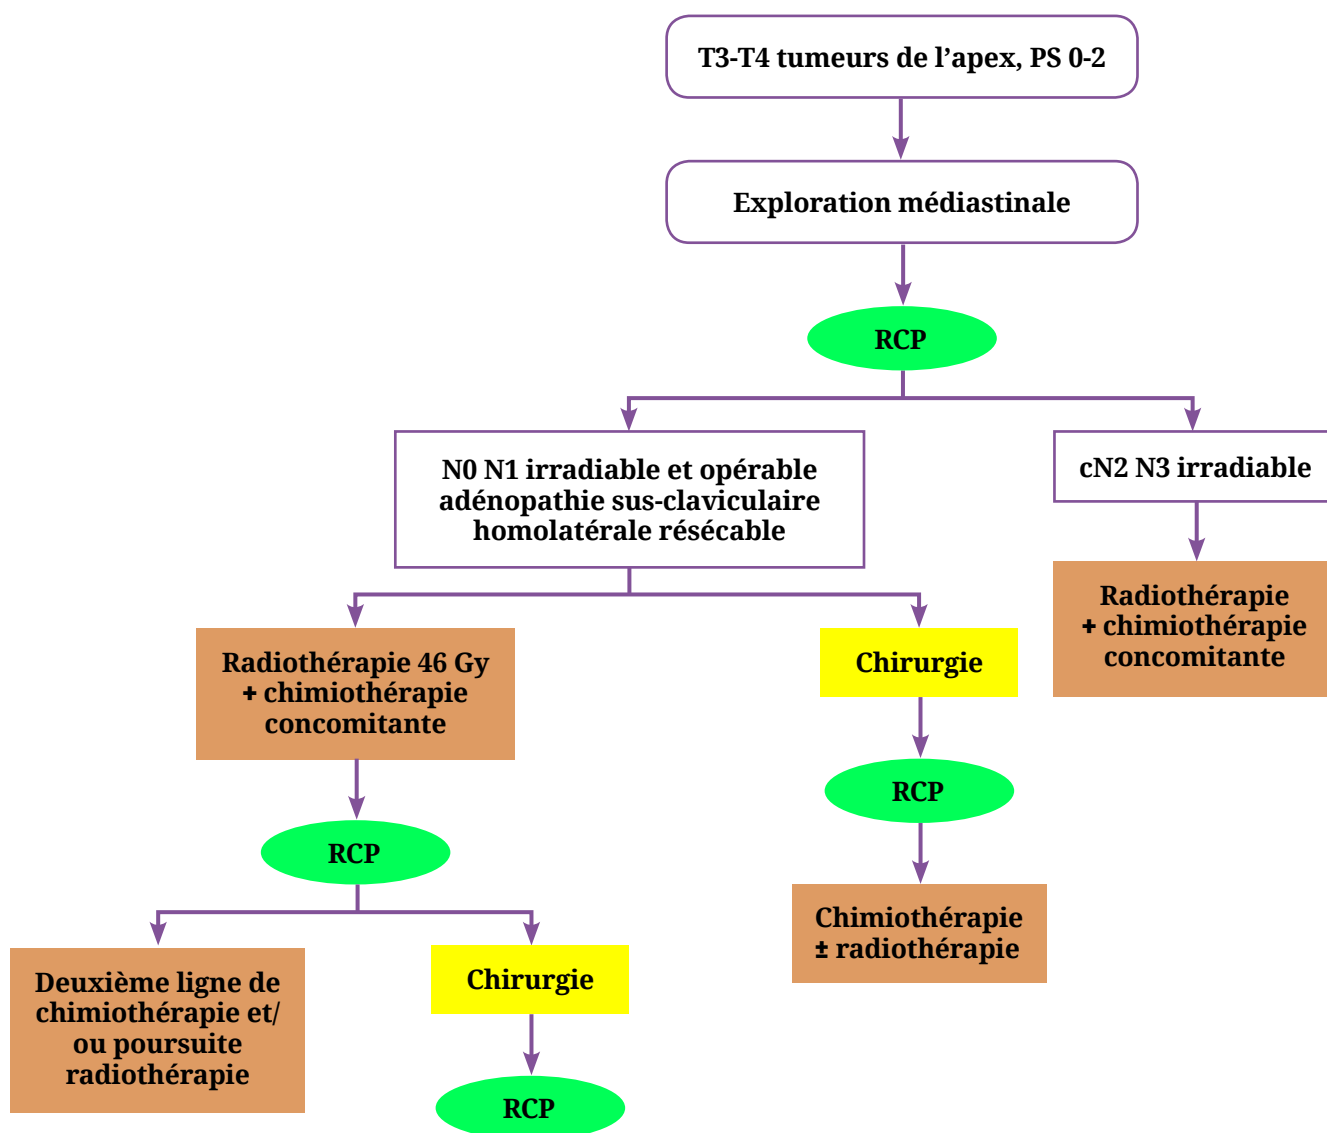 T3-T4 tumeurs de l’apex, PS 0-2
Exploration médiastinale
RCP
N0 N1 irradiable et opérable
adénopathie sus-claviculaire
homolatérale résécable
cN2 N3 irradiable
Radiothérapie 46 Gy
+ chimiothérapie
concomitante
Chirurgie
Radiothérapie
+ chimiothérapie
concomitante
RCP
RCP
Chimiothérapie
± radiothérapie
Deuxième ligne de
chimiothérapie et/
ou poursuite
radiothérapie
Chirurgie
RCP